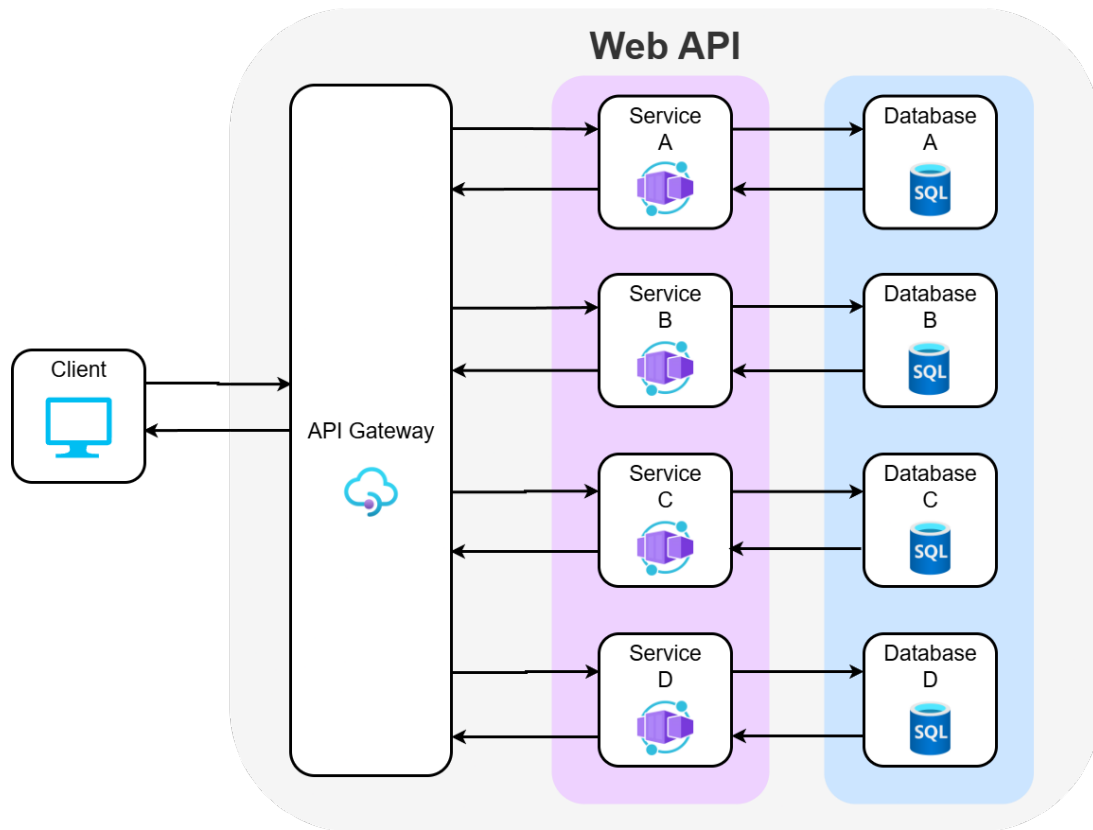 Web API
Service
A
Database
A
SQL
Service
B
Database
B
SQL
Client
API Gateway
Service
C
Database
C
SQL
Service
D
Database
D
SQL